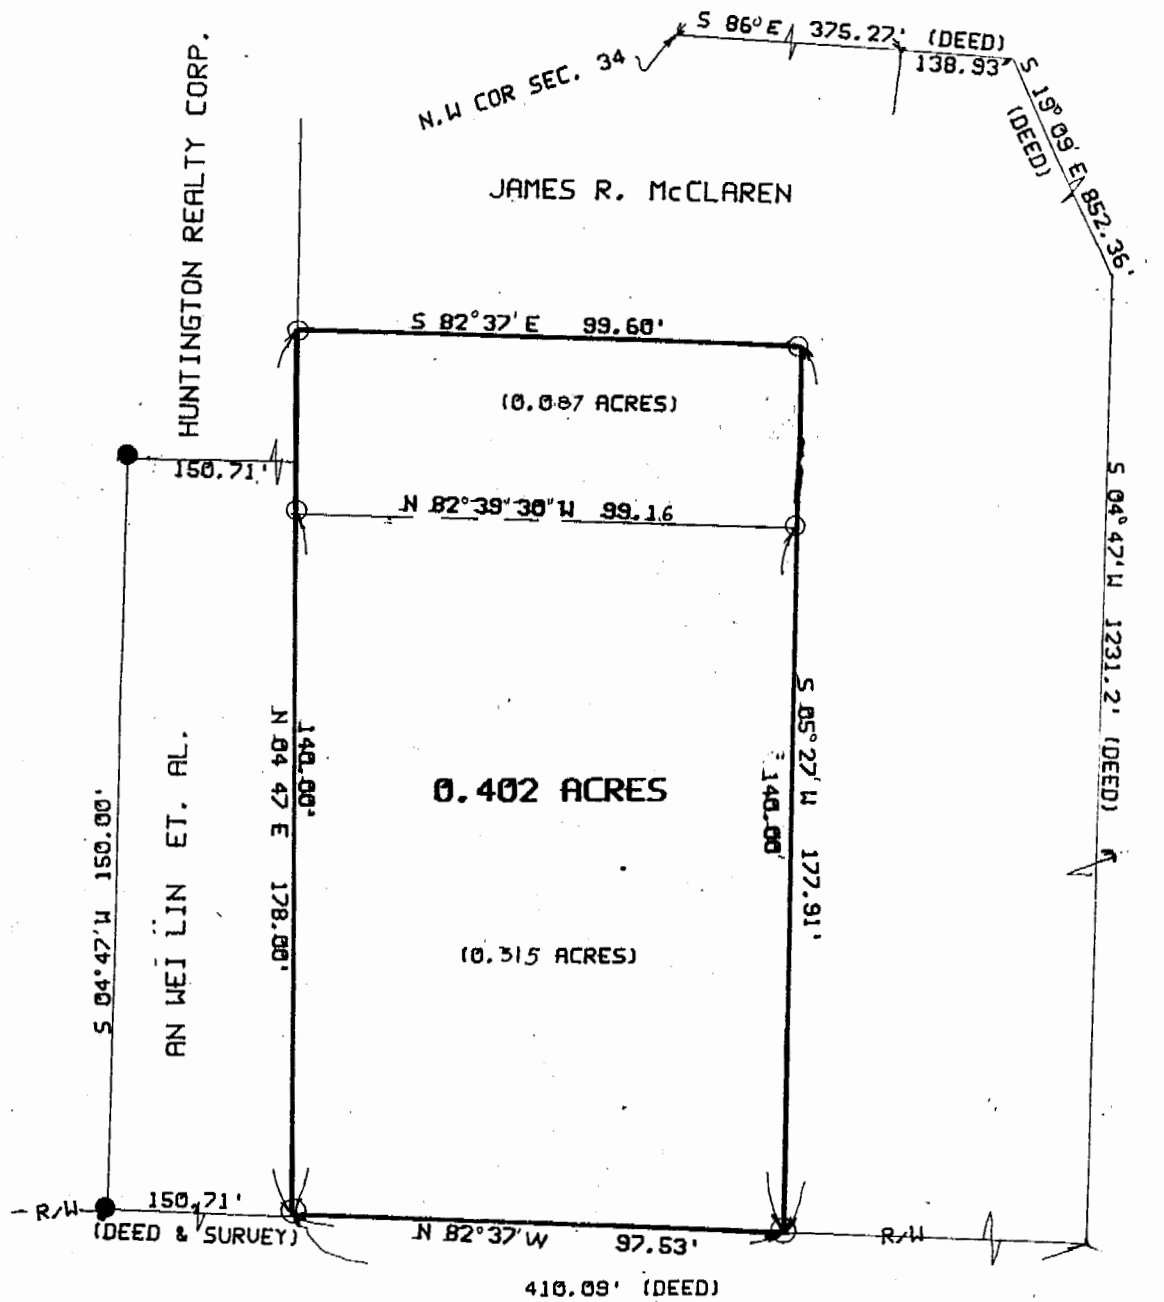 S 86° E 375.27' (DEED)
138.93'
N.W COR SEC. 34
S 19° 09' E 852.36'
(DEED)
HUNTINGTON REALTY CORP.
JAMES R. McCLAREN
S 82°37' E 99.60'
(0.087 ACRES)
150.71'
N 82°39'30" W 99.16
S 04°47' W 1231.2' (DEED)
N 04 47 E 178.00'
140.00'
S 05°27' W 177.91'
140.00'
0.402 ACRES
S 04°47' W 150.00'
AN WEI LIN ET. AL.
(0.315 ACRES)
R/W
150.71'
(DEED & SURVEY)
N 82°37' W 97.53'
R/W
410.09' (DEED)